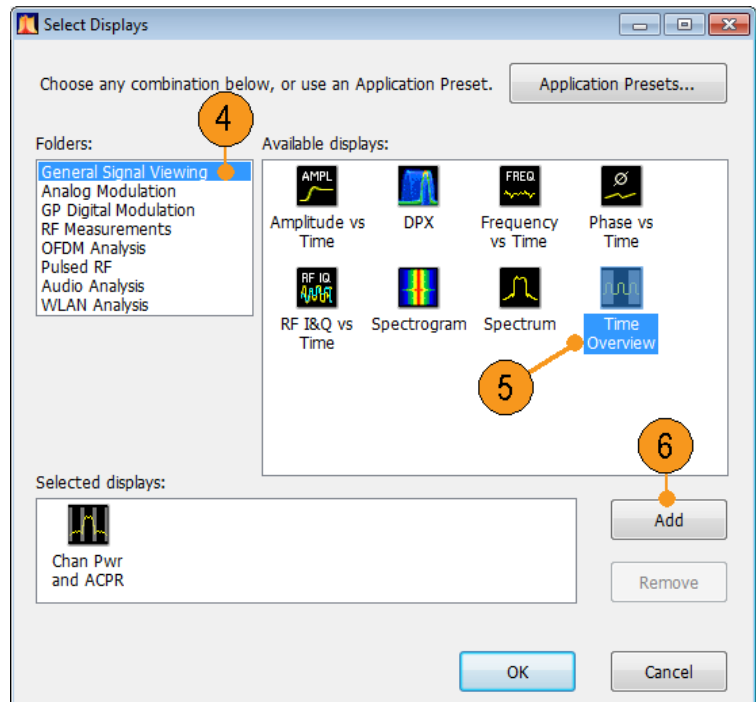 Select Displays
Choose any combination below, or use an Application Preset.
Application Presets...
4
Folders:
General Signal Viewing
Analog Modulation
GP Digital Modulation
RF Measurements
OFDM Analysis
Pulsed RF
Audio Analysis
WLAN Analysis
Available displays:
AMPL
Amplitude vs
Time
DPX
FREQ
Frequency
vs Time
Ø
Phase vs
Time
RF IQ
RF I&Q vs
Time
Spectrogram
Spectrum
Time
Overview
5
6
Selected displays:
Chan Pwr
and ACPR
Add
Remove
OK
Cancel